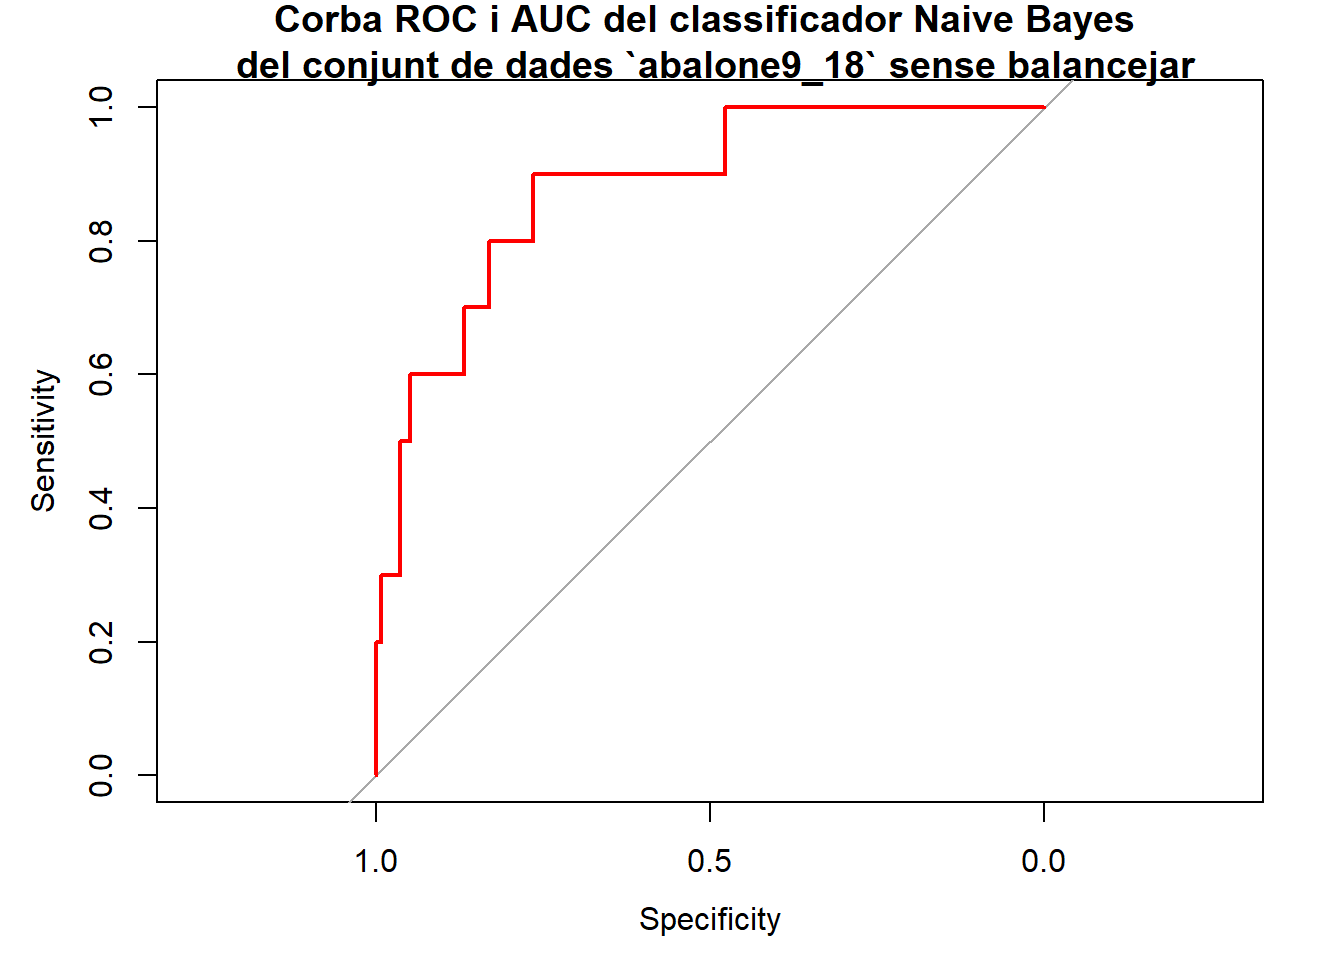 Corba ROC i AUC del classificador Naive Bayes
del conjunt de dades `abalone9_18` sense balancejar
1.0
0.8
0.6
0.4
0.2
0.0
Sensitivity
1.0 0.5 0.0
Specificity